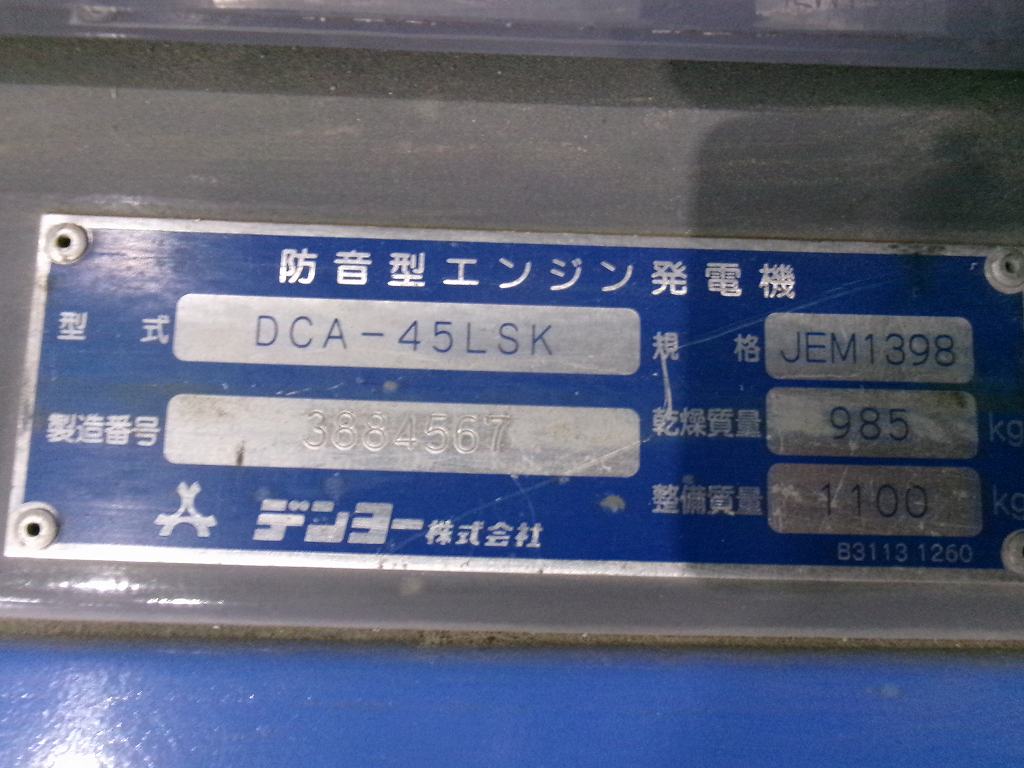 防音型エンジン発電機
型式 DCA-45LSK 規格 JEM1398
製造番号 3884567 乾燥質量 985 kg
整備質量 1100 kg
デンヨー株式会社
B31131260